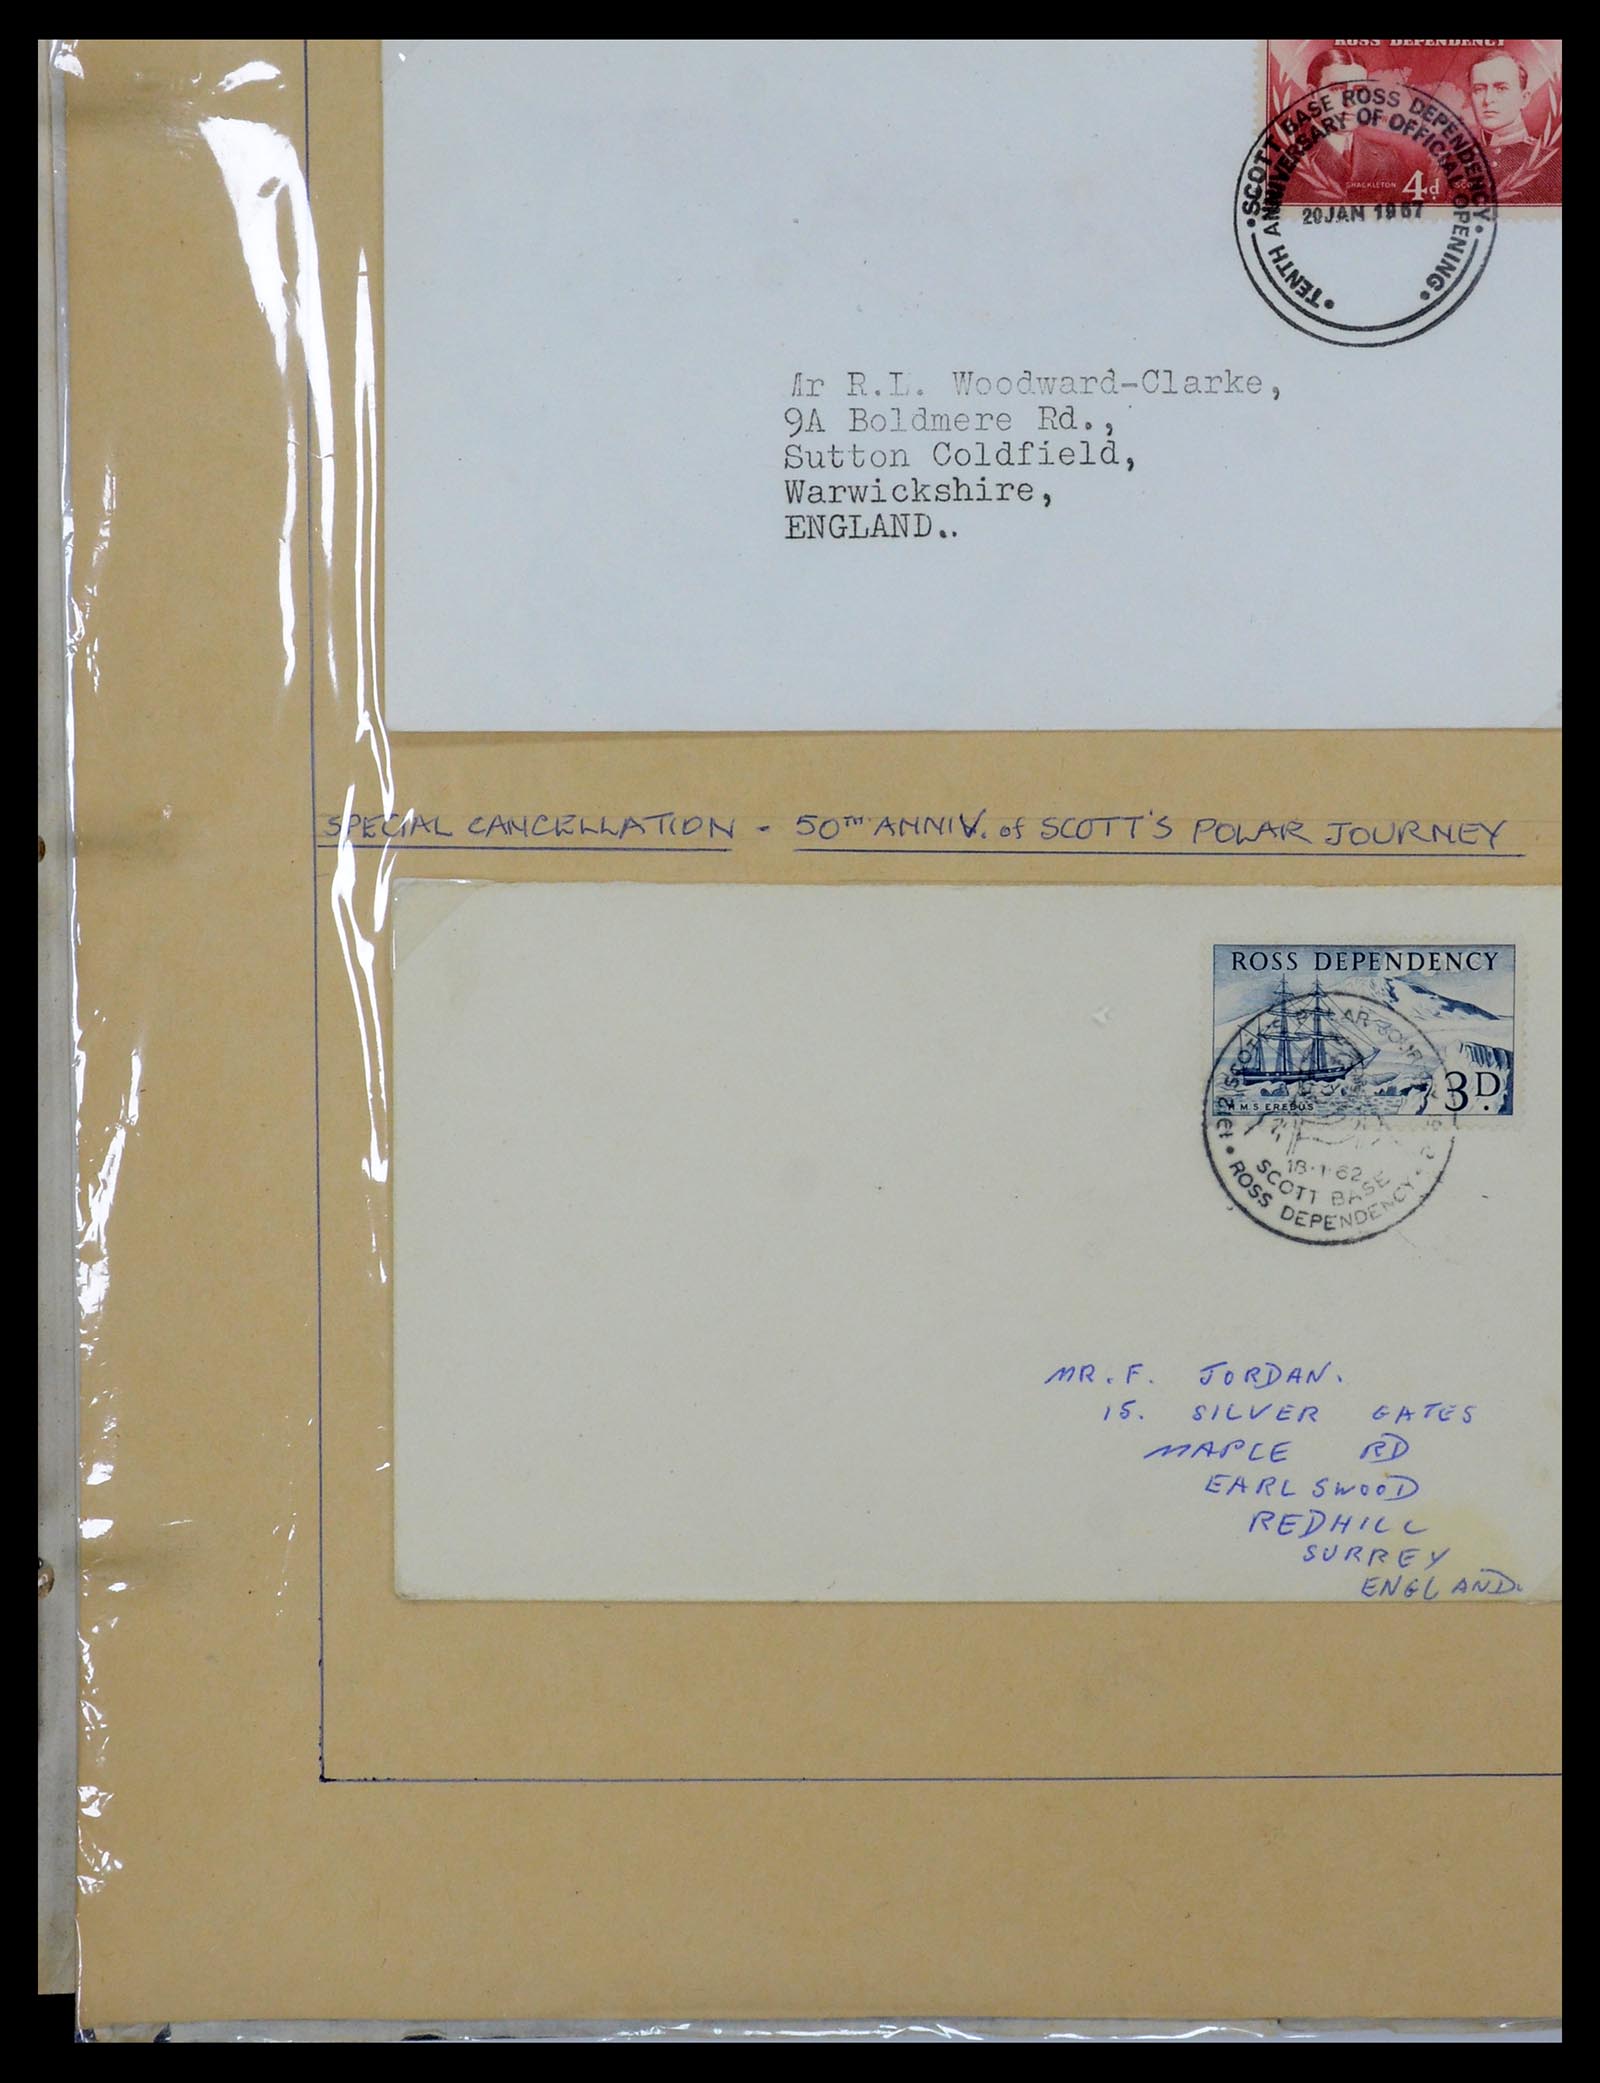 ROSS DEPENDENCY
SHACKLETON 4d
• SCOTT BASE ROSS DEPENDENCY •
• TENTH ANNIVERSARY OF OFFICIAL OPENING •
20 JAN 1967
Mr R.L. Woodward-Clarke,
9A Boldmere Rd.,
Sutton Coldfield,
Warwickshire,
ENGLAND..
SPECIAL CANCELLATION - 50TH ANNIV. of SCOTT'S POLAR JOURNEY
ROSS DEPENDENCY
H M S EREBUS 3D.
18·1·62
SCOTT BASE
• ROSS DEPENDENCY •
MR. F. JORDAN.
15. SILVER GATES
MAPLE RD
EARLSWOOD
REDHILL
SURREY
ENGLAND.